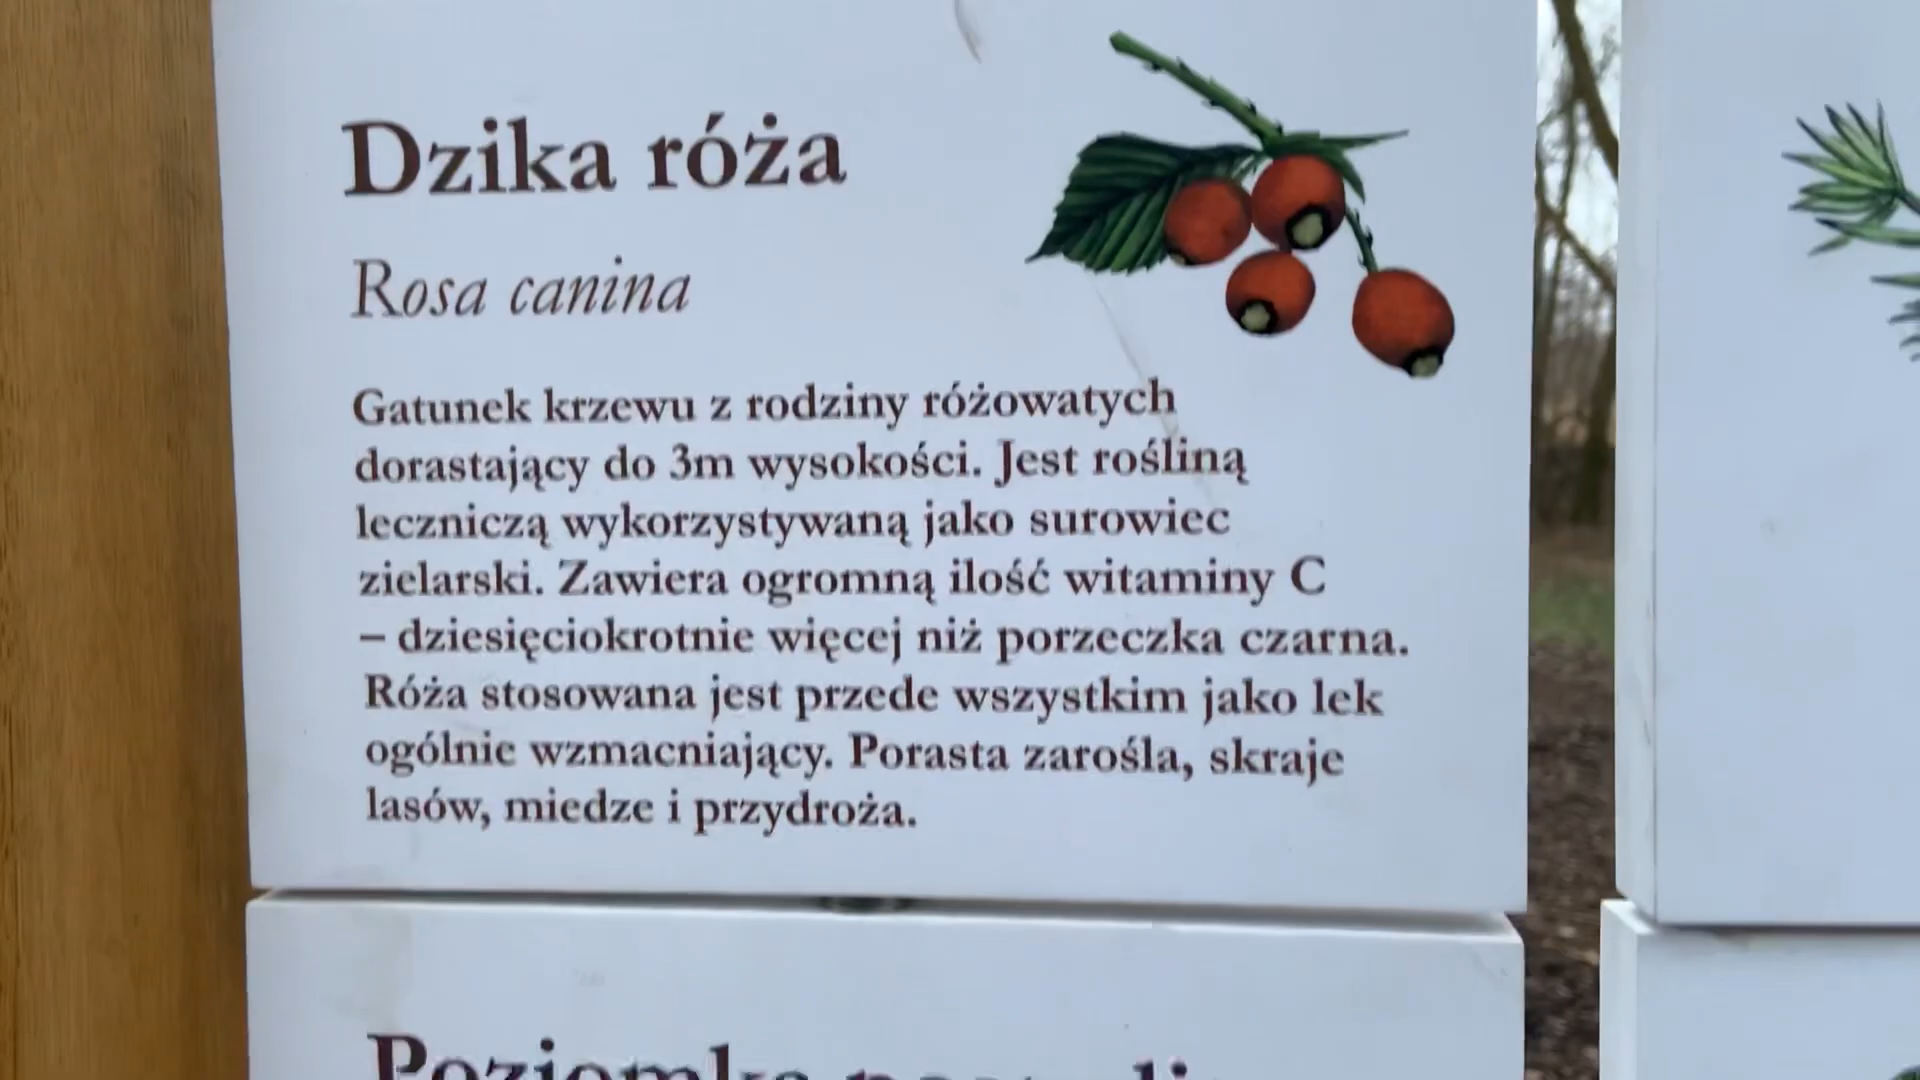 Dzika róża
Rosa canina
Gatunek krzewu z rodziny różowatych
dorastający do 3m wysokości. Jest rośliną
leczniczą wykorzystywaną jako surowiec
zielarski. Zawiera ogromną ilość witaminy C
– dziesięciokrotnie więcej niż porzeczka czarna.
Róża stosowana jest przede wszystkim jako lek
ogólnie wzmacniający. Porasta zarośla, skraje
lasów, miedze i przydroża.
Poziomka